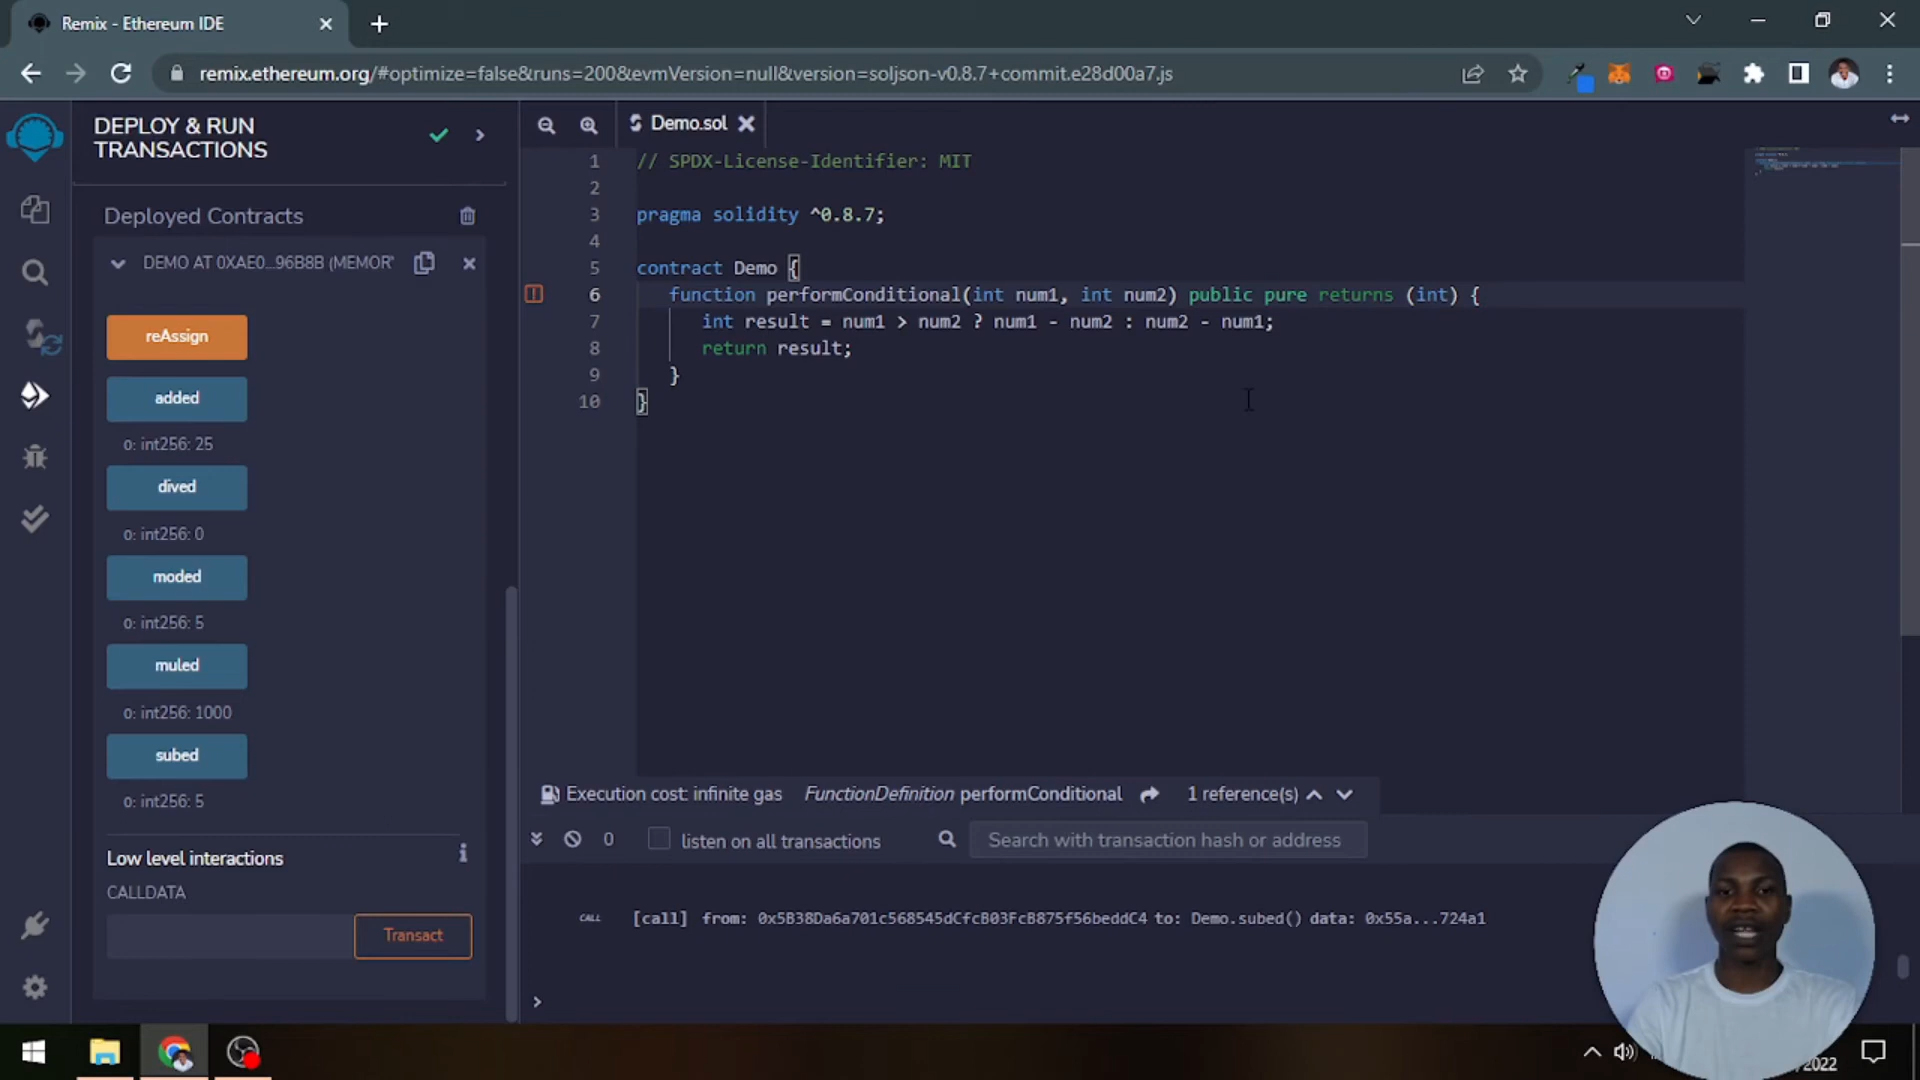 Remix - Ethereum IDE
remix.ethereum.org/#optimize=false&runs=200&evmVersion=null&version=soljson-v0.8.7+commit.e28d00a7.js
DEPLOY & RUN
TRANSACTIONS
Deployed Contracts
DEMO AT 0XAE0...96B8B (MEMOR
reAssign
added
0: int256: 25
dived
0: int256: 0
moded
0: int256: 5
muled
0: int256: 1000
subed
0: int256: 5
Low level interactions
i
CALLDATA
Transact
Demo.sol
1 // SPDX-License-Identifier: MIT
2
3 pragma solidity ^0.8.7;
4
5 contract Demo {
6 function performConditional(int num1, int num2) public pure returns (int) {
7 int result = num1 > num2 ? num1 - num2 : num2 - num1;
8 return result;
9 }
10 }
Execution cost: infinite gas FunctionDefinition performConditional 1 reference(s)
0 listen on all transactions Search with transaction hash or address
CALL [call] from: 0x5B38Da6a701c568545dCfcB03FcB875f56beddC4 to: Demo.subed() data: 0x55a...724a1
>
2022